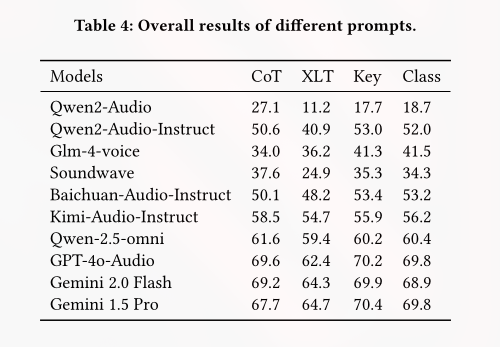 Table 4: Overall results of different prompts.
Models CoT XLT Key Class
Qwen2-Audio 27.1 11.2 17.7 18.7
Qwen2-Audio-Instruct 50.6 40.9 53.0 52.0
Glm-4-voice 34.0 36.2 41.3 41.5
Soundwave 37.6 24.9 35.3 34.3
Baichuan-Audio-Instruct 50.1 48.2 53.4 53.2
Kimi-Audio-Instruct 58.5 54.7 55.9 56.2
Qwen-2.5-omni 61.6 59.4 60.2 60.4
GPT-4o-Audio 69.6 62.4 70.2 69.8
Gemini 2.0 Flash 69.2 64.3 69.9 68.9
Gemini 1.5 Pro 67.7 64.7 70.4 69.8